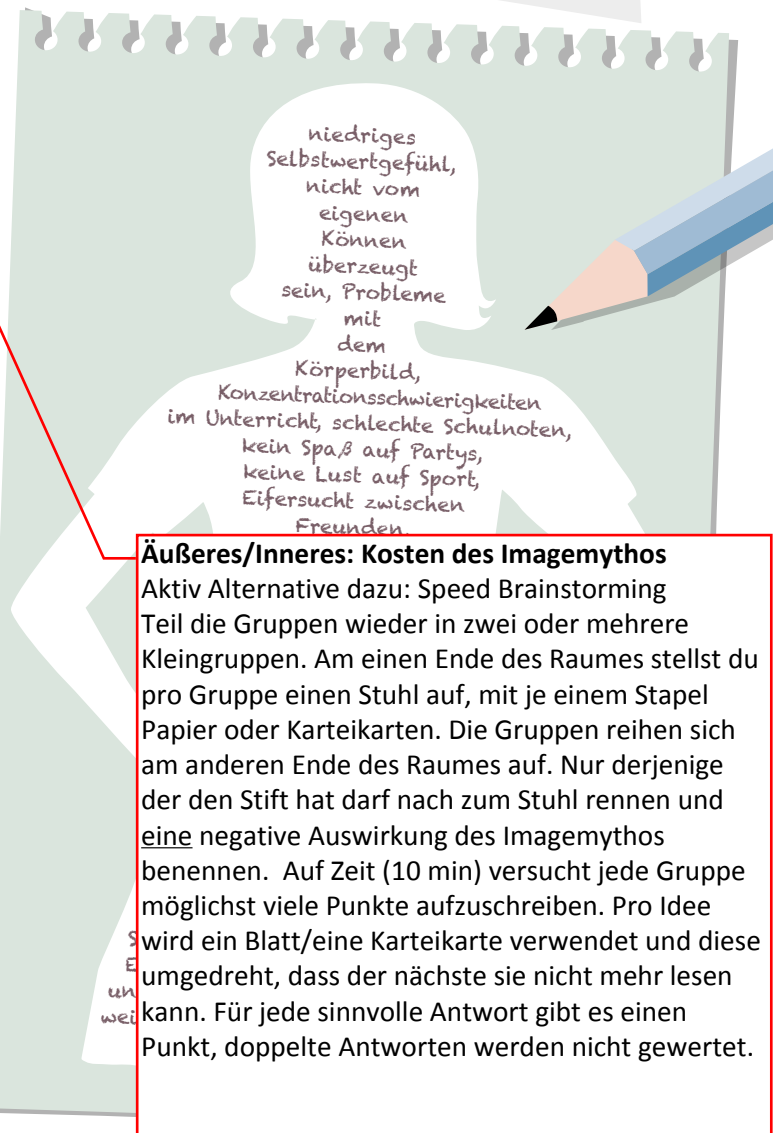 niedriges
Selbstwertgefühl,
nicht vom
eigenen
Können
überzeugt
sein, Probleme
mit
dem
Körperbild,
Konzentrationsschwierigkeiten
im Unterricht, schlechte Schulnoten,
kein Spaß auf Partys,
keine Lust auf Sport,
Eifersucht zwischen
Freunden,
Äußeres/Inneres: Kosten des Imagemythos
Aktiv Alternative dazu: Speed Brainstorming
Teil die Gruppen wieder in zwei oder mehrere
Kleingruppen. Am einen Ende des Raumes stellst du
pro Gruppe einen Stuhl auf, mit je einem Stapel
Papier oder Karteikarten. Die Gruppen reihen sich
am anderen Ende des Raumes auf. Nur derjenige
der den Stift hat darf nach zum Stuhl rennen und
eine negative Auswirkung des Imagemythos
benennen.  Auf Zeit (10 min) versucht jede Gruppe
möglichst viele Punkte aufzuschreiben. Pro Idee
wird ein Blatt/eine Karteikarte verwendet und diese
umgedreht, dass der nächste sie nicht mehr lesen
kann. Für jede sinnvolle Antwort gibt es einen
Punkt, doppelte Antworten werden nicht gewertet.